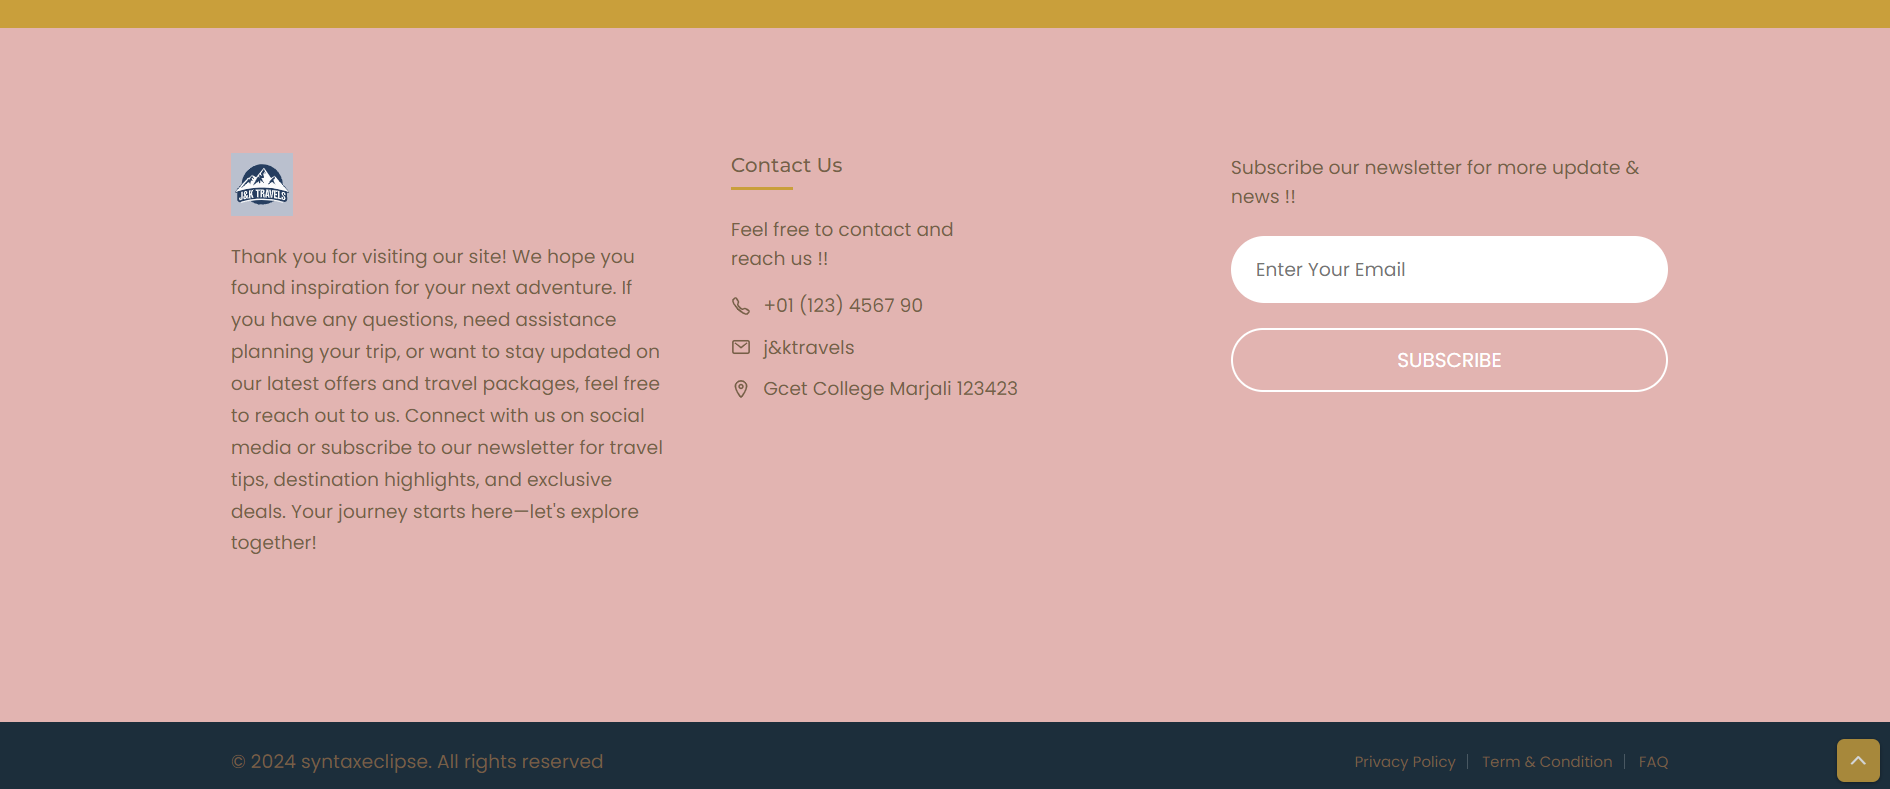 J&K TRAVELS
Thank you for visiting our site! We hope you
found inspiration for your next adventure. If
you have any questions, need assistance
planning your trip, or want to stay updated on
our latest offers and travel packages, feel free
to reach out to us. Connect with us on social
media or subscribe to our newsletter for travel
tips, destination highlights, and exclusive
deals. Your journey starts here—let's explore
together!
Contact Us
Feel free to contact and
reach us !!
+01 (123) 4567 90
j&ktravels
Gcet College Marjali 123423
Subscribe our newsletter for more update &
news !!
Enter Your Email
SUBSCRIBE
© 2024 syntaxeclipse. All rights reserved
Privacy Policy | Term & Condition | FAQ